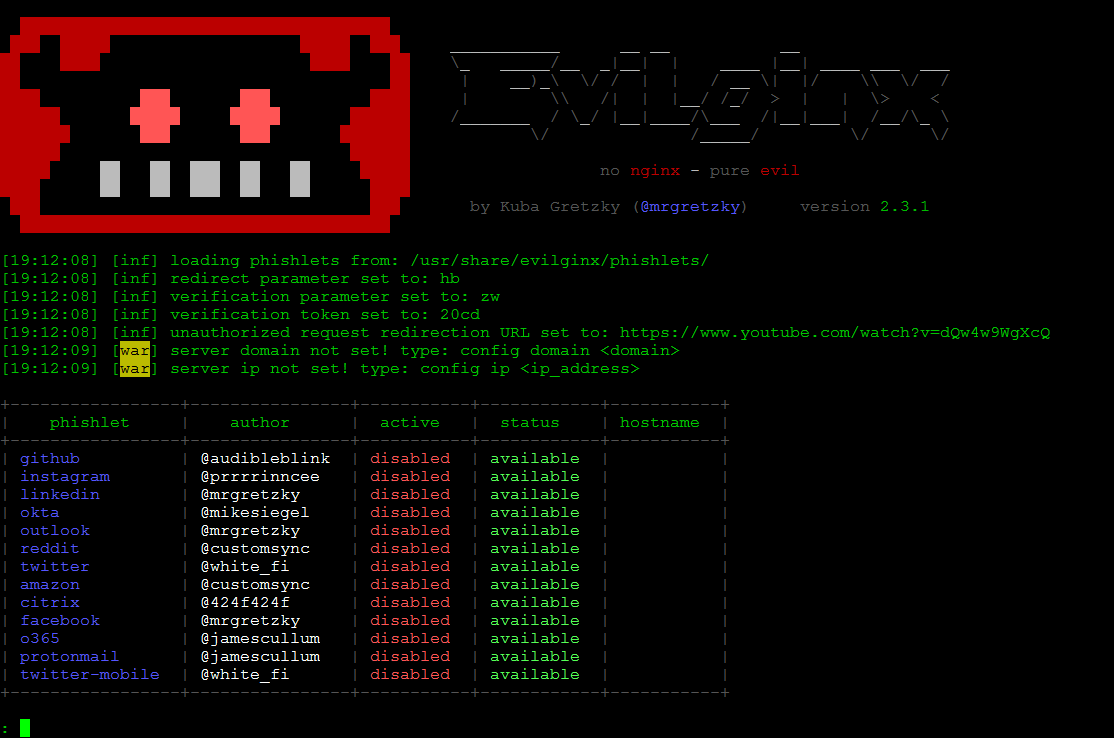 Evilginx
no nginx - pure evil
by Kuba Gretzky (@mrgretzky) version 2.3.1
[19:12:08] [inf] loading phishlets from: /usr/share/evilginx/phishlets/
[19:12:08] [inf] redirect parameter set to: hb
[19:12:08] [inf] verification parameter set to: zw
[19:12:08] [inf] verification token set to: 20cd
[19:12:08] [inf] unauthorized request redirection URL set to: https://www.youtube.com/watch?v=dQw4w9WgXcQ
[19:12:09] [war] server domain not set! type: config domain <domain>
[19:12:09] [war] server ip not set! type: config ip <ip_address>
+-----------------+----------------+-----------+------------+-----------+
| phishlet | author | active | status | hostname |
+-----------------+----------------+-----------+------------+-----------+
| github | @audibleblink | disabled | available | |
| instagram | @prrrrinncee | disabled | available | |
| linkedin | @mrgretzky | disabled | available | |
| okta | @mikesiegel | disabled | available | |
| outlook | @mrgretzky | disabled | available | |
| reddit | @customsync | disabled | available | |
| twitter | @white_fi | disabled | available | |
| amazon | @customsync | disabled | available | |
| citrix | @424f424f | disabled | available | |
| facebook | @mrgretzky | disabled | available | |
| o365 | @jamescullum | disabled | available | |
| protonmail | @jamescullum | disabled | available | |
| twitter-mobile | @white_fi | disabled | available | |
+-----------------+----------------+-----------+------------+-----------+
: